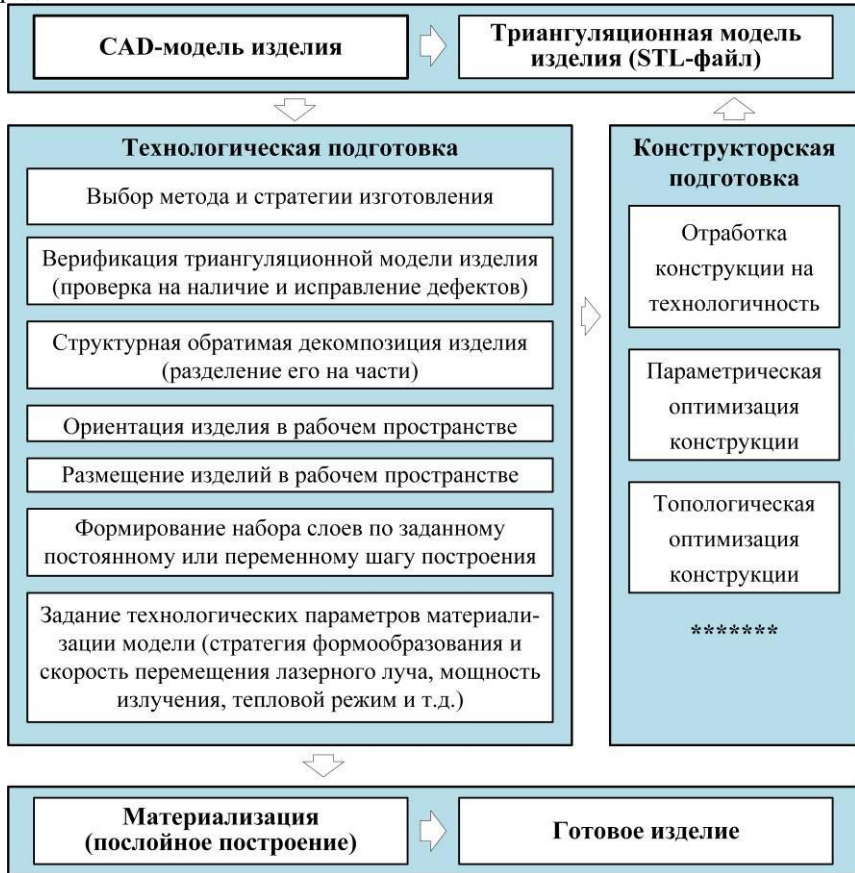 CAD-модель изделия
Триангуляционная модель
изделия (STL-файл)
Технологическая подготовка
Выбор метода и стратегии изготовления
Верификация триангуляционной модели изделия
(проверка на наличие и исправление дефектов)
Структурная обратимая декомпозиция изделия
(разделение его на части)
Ориентация изделия в рабочем пространстве
Размещение изделий в рабочем пространстве
Формирование набора слоев по заданному
постоянному или переменному шагу построения
Задание технологических параметров материали-
зации модели (стратегия формообразования и
скорость перемещения лазерного луча, мощность
излучения, тепловой режим и т.д.)
Конструкторская
подготовка
Отработка
конструкции на
технологичность
Параметрическая
оптимизация
конструкции
Топологическая
оптимизация
конструкции
*******
Материализация
(послойное построение)
Готовое изделие